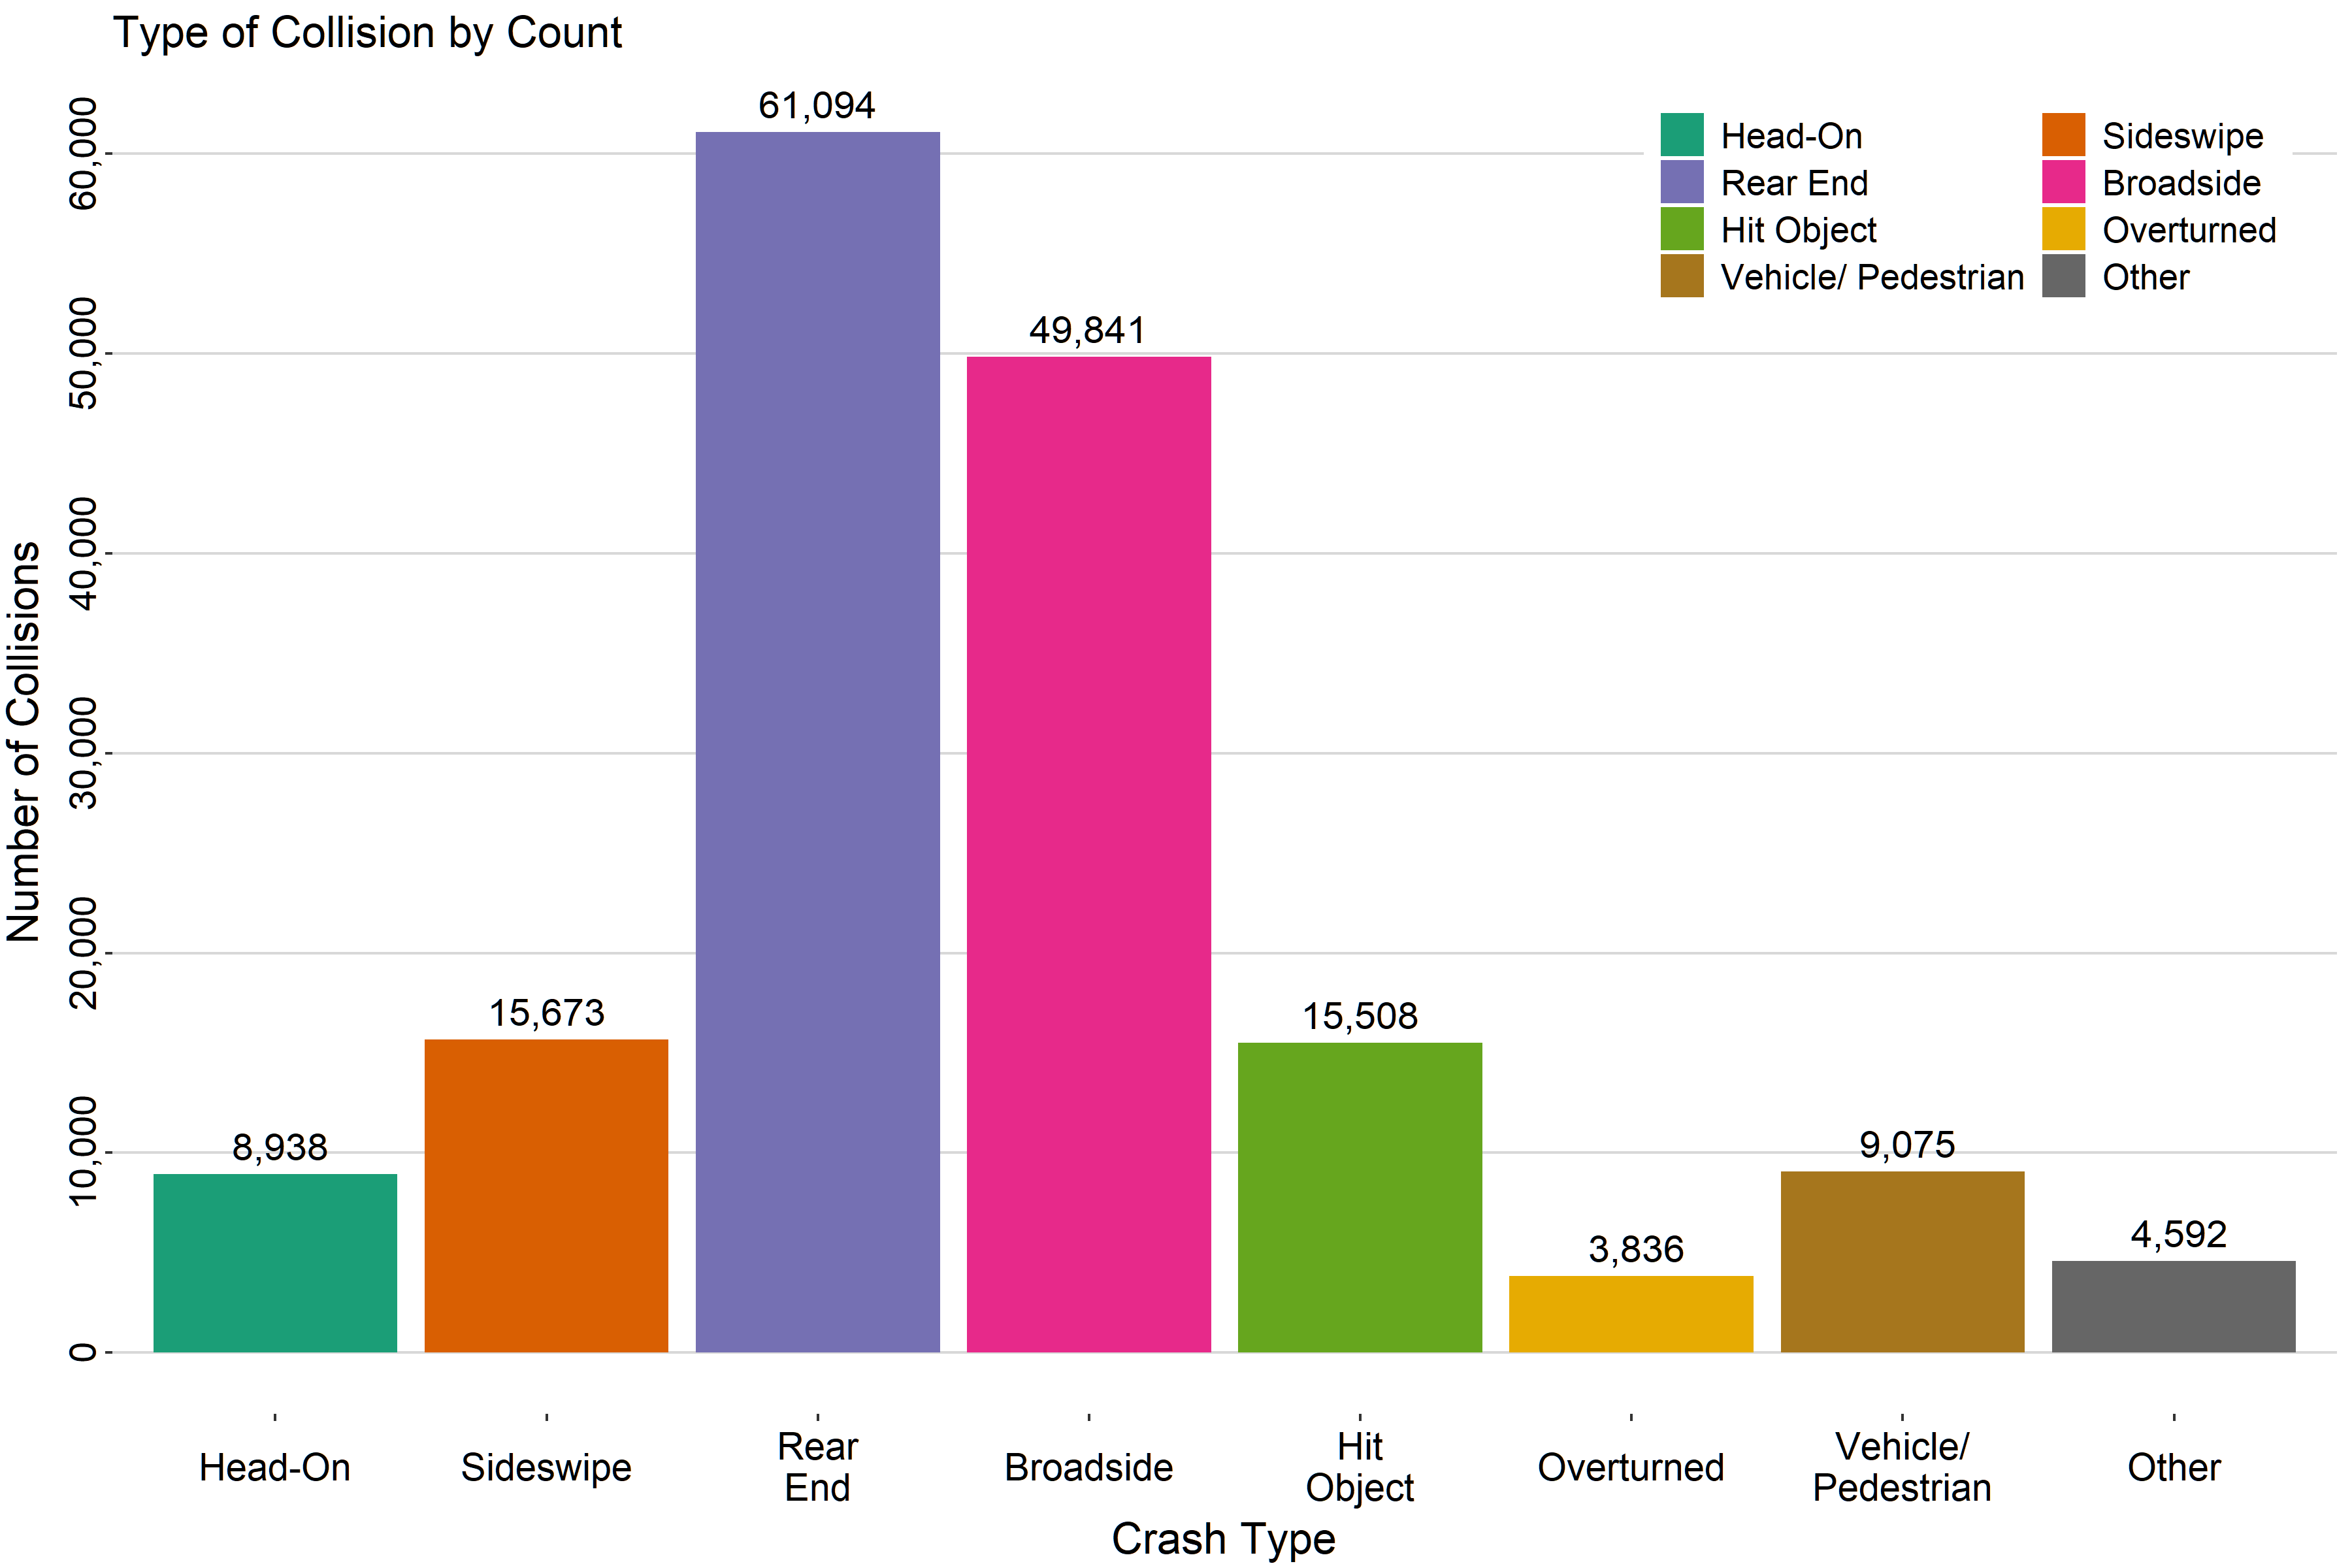 Type of Collision by Count
61,094
Head-On
Sideswipe
Rear End
Broadside
Hit Object
Overturned
Vehicle/ Pedestrian
Other
49,841
15,673
15,508
8,938
9,075
3,836
4,592
60,000
50,000
40,000
30,000
20,000
10,000
0
Number of Collisions
Head-On
Sideswipe
Rear
End
Broadside
Hit
Object
Overturned
Vehicle/
Pedestrian
Other
Crash Type